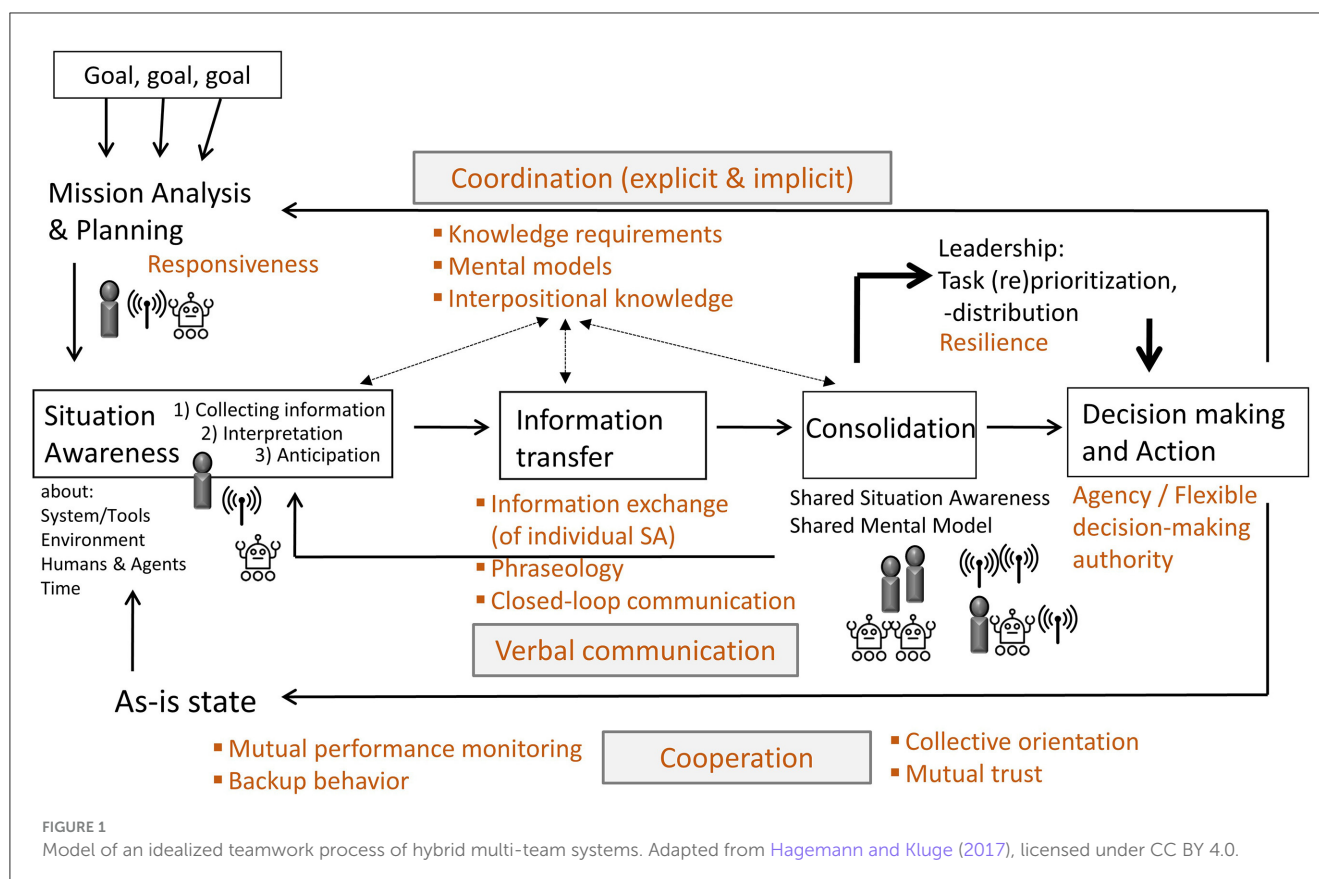 Goal, goal, goal
Mission Analysis
& Planning
Responsiveness
Coordination (explicit & implicit)
▪ Knowledge requirements
▪ Mental models
▪ Interpositional knowledge
Leadership:
Task (re)prioritization,
-distribution
Resilience
Situation
Awareness
1) Collecting information
2) Interpretation
3) Anticipation
about:
System/Tools
Environment
Humans & Agents
Time
Information
transfer
▪ Information exchange
(of individual SA)
▪ Phraseology
▪ Closed-loop communication
Verbal communication
Consolidation
Shared Situation Awareness
Shared Mental Model
Decision making
and Action
Agency / Flexible
decision-making
authority
As-is state
▪ Mutual performance monitoring
▪ Backup behavior
Cooperation
▪ Collective orientation
▪ Mutual trust
FIGURE 1
Model of an idealized teamwork process of hybrid multi-team systems. Adapted from Hagemann and Kluge (2017), licensed under CC BY 4.0.